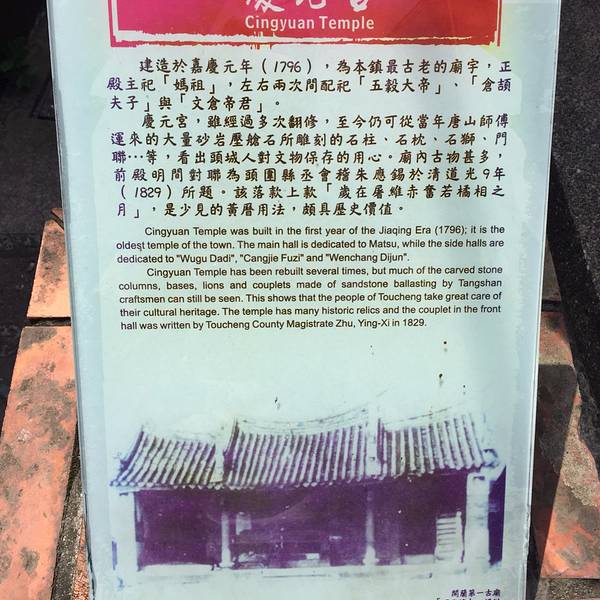 Cingyuan Temple
建造於嘉慶元年（1796），為本鎮最古老的廟宇，正
殿主祀「媽祖」，左右兩次間配祀「五穀大帝」、「倉頡
夫子」與「文倉帝君」。
慶元宮，雖經過多次翻修，至今仍可從當年唐山師傅
運來的大量砂岩壓艙石所雕刻的石柱、石枕、石獅、門
聯…等，看出頭城人對文物保存的用心。廟內古物甚多，
前殿明間對聯為頭圍縣丞會稽朱應錫於清道光9年
（1829）所題。該落款上款「歲在屠維赤奮若橘相之
月」，是少見的黃曆用法，頗具歷史價值。
Cingyuan Temple was built in the first year of the Jiaqing Era (1796); it is the
oldest temple of the town. The main hall is dedicated to Matsu, while the side halls are
dedicated to "Wugu Dadi", "Cangjie Fuzi" and "Wenchang Dijun".
Cingyuan Temple has been rebuilt several times, but much of the carved stone
columns, bases, lions and couplets made of sandstone ballasting by Tangshan
craftsmen can still be seen. This shows that the people of Toucheng take great care of
their cultural heritage. The temple has many historic relics and the couplet in the front
hall was written by Toucheng County Magistrate Zhu, Ying-Xi in 1829.
開蘭第一古廟